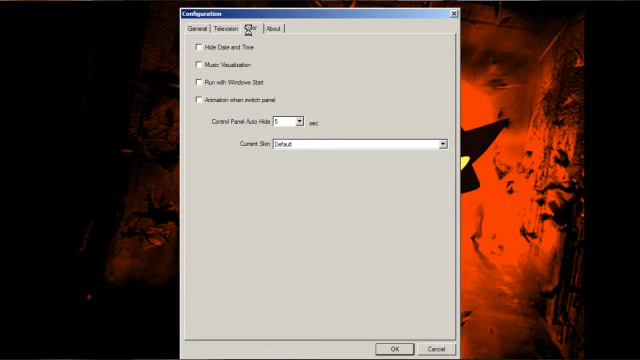 Configuration
General
Television
About
Hide Date and Time
Music Visualization
Run with Windows Start
Animation when switch panel
Control Panel Auto Hide 5 sec
Current Skin Default
OK
Cancel